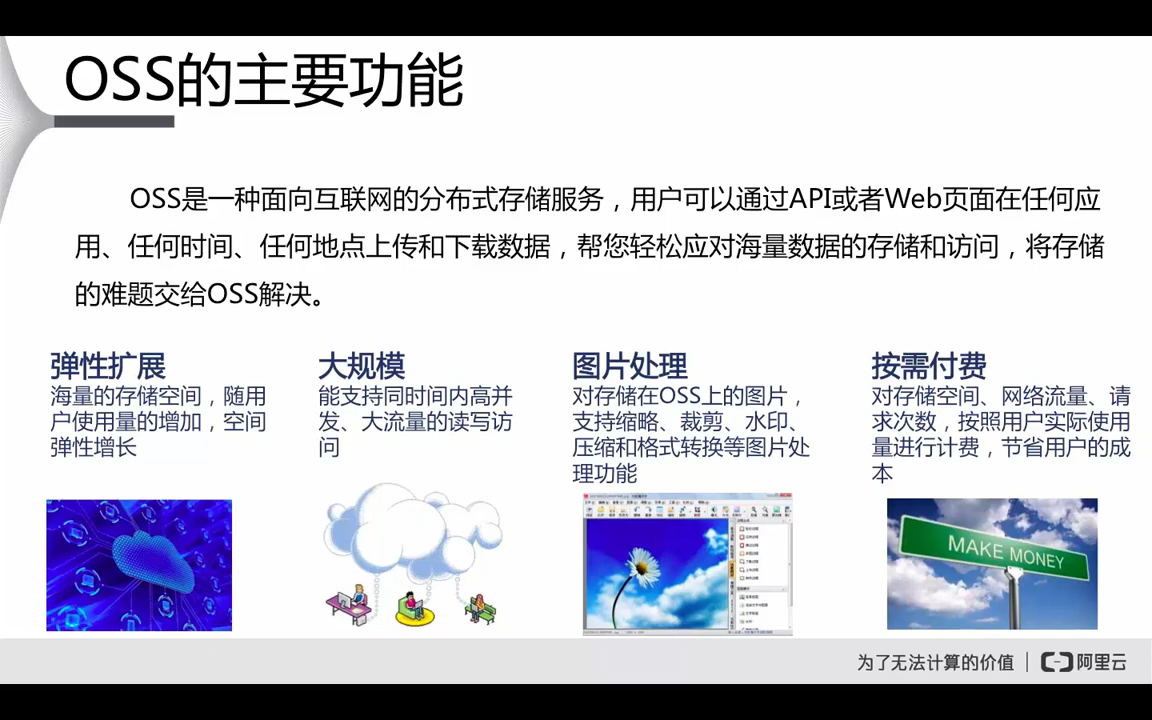 OSS的主要功能
OSS是一种面向互联网的分布式存储服务，用户可以通过API或者Web页面在任何应
用、任何时间、任何地点上传和下载数据，帮您轻松应对海量数据的存储和访问，将存储
的难题交给OSS解决。
弹性扩展
海量的存储空间，随用
户使用量的增加，空间
弹性增长
大规模
能支持同时间内高并
发、大流量的读写访
问
图片处理
对存储在OSS上的图片，
支持缩略、裁剪、水印、
压缩和格式转换等图片处
理功能
按需付费
对存储空间、网络流量、请
求次数，按照用户实际使用
量进行计费，节省用户的成
本
MAKE MONEY
为了无法计算的价值
阿里云